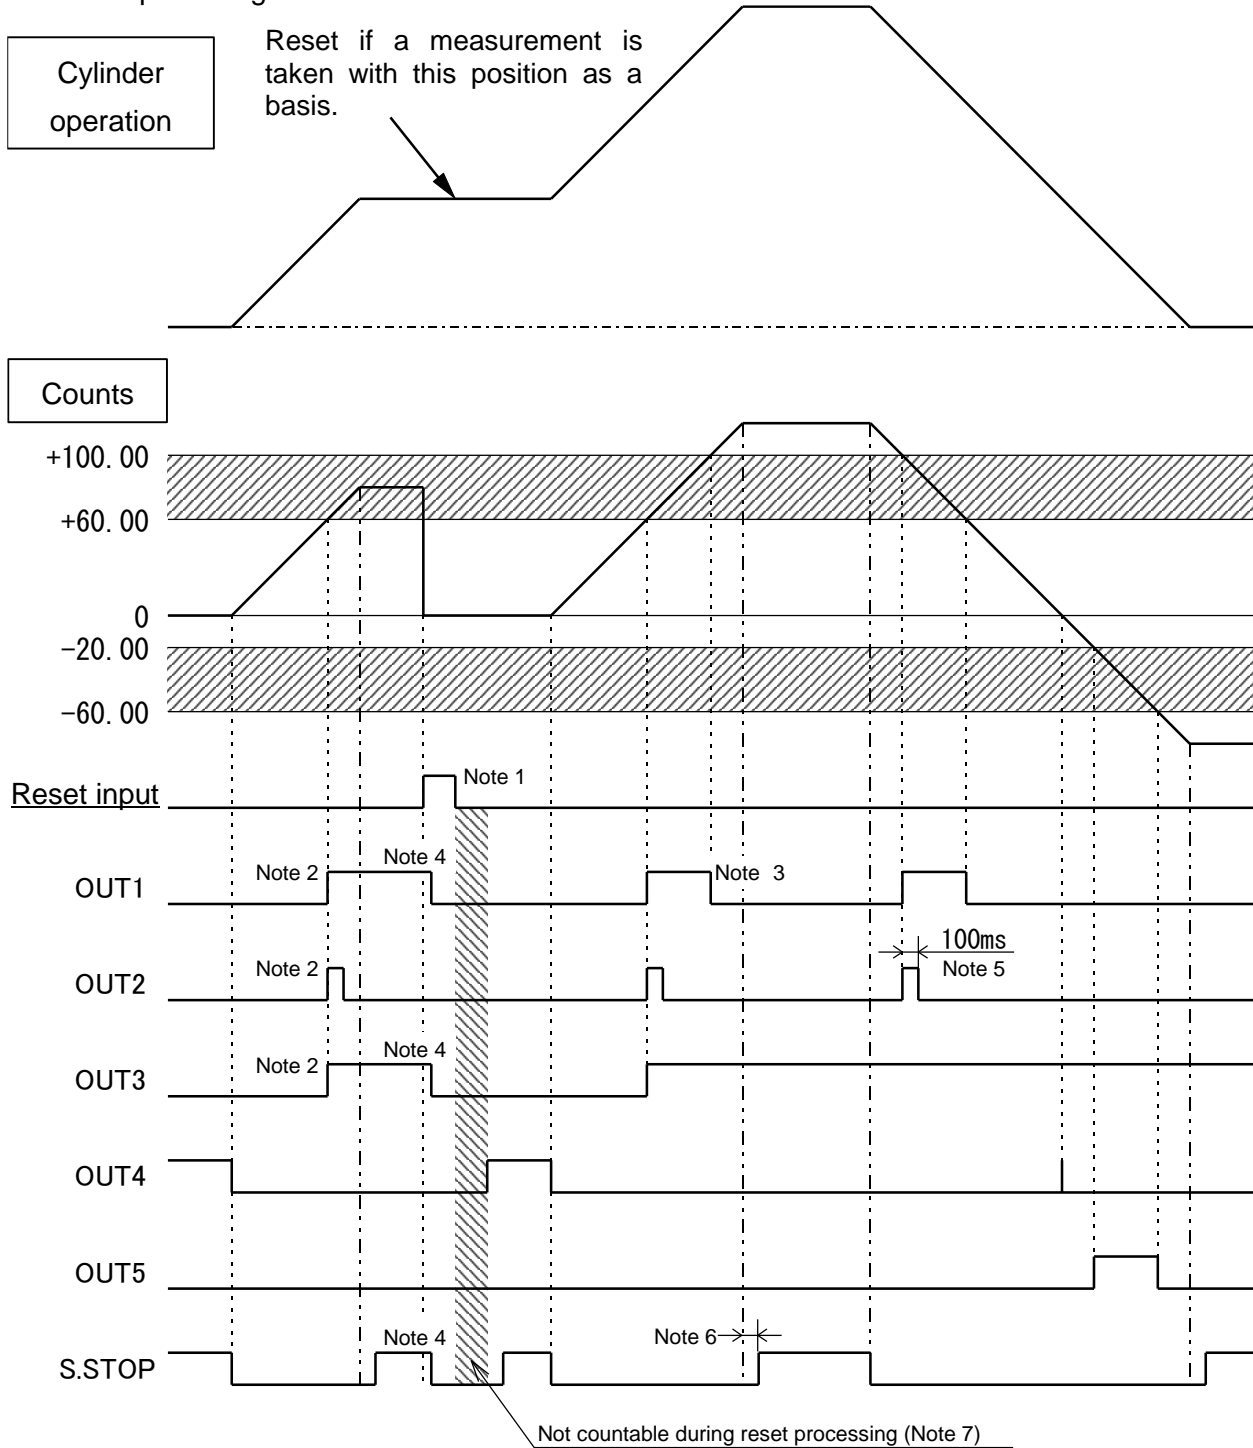 Cylinder
operation
Reset if a measurement is
taken with this position as a
basis.
Counts
+100.00
+60.00
0
-20.00
-60.00
Reset input
Note 1
OUT1
Note 2
Note 4
Note 3
OUT2
Note 2
100ms
Note 5
OUT3
Note 2
Note 4
OUT4
OUT5
S.STOP
Note 4
Note 6
Not countable during reset processing (Note 7)